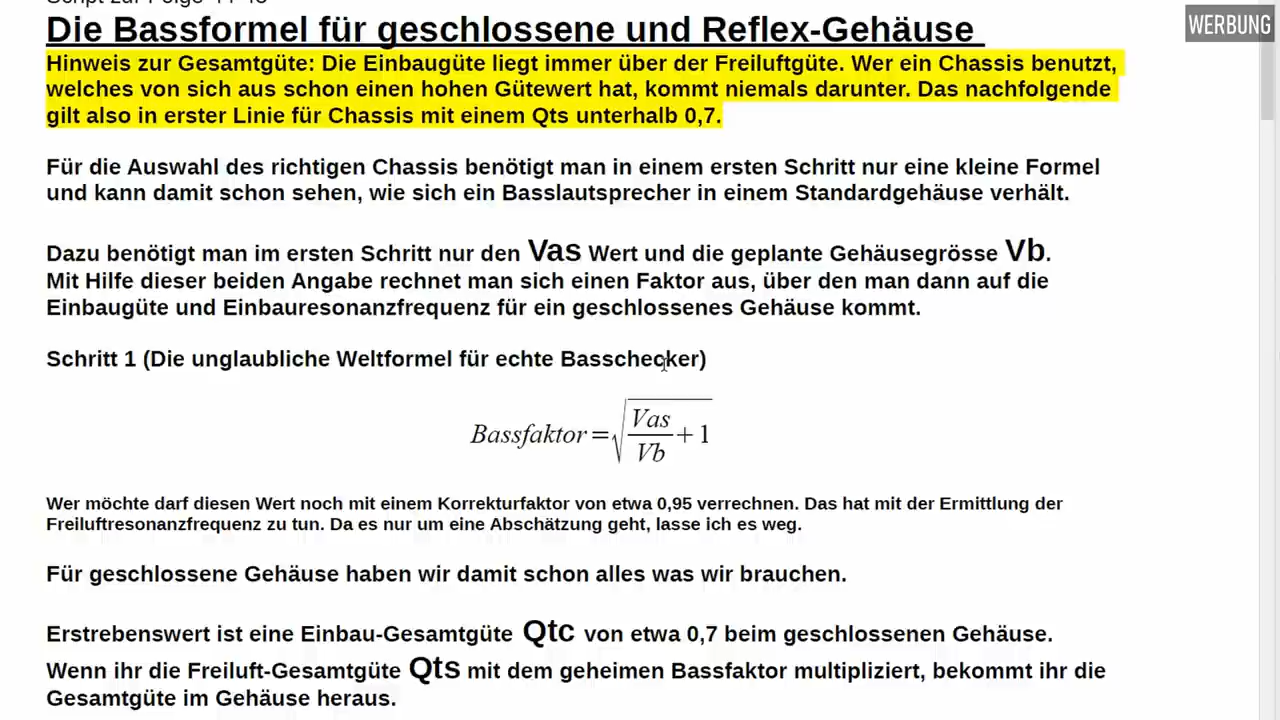 WERBUNG
Die Bassformel für geschlossene und Reflex-Gehäuse
Hinweis zur Gesamtgüte: Die Einbaugüte liegt immer über der Freiluftgüte. Wer ein Chassis benutzt,
welches von sich aus schon einen hohen Gütewert hat, kommt niemals darunter. Das nachfolgende
gilt also in erster Linie für Chassis mit einem Qts unterhalb 0,7.
Für die Auswahl des richtigen Chassis benötigt man in einem ersten Schritt nur eine kleine Formel
und kann damit schon sehen, wie sich ein Basslautsprecher in einem Standardgehäuse verhält.
Dazu benötigt man im ersten Schritt nur den Vas Wert und die geplante Gehäusegrösse Vb.
Mit Hilfe dieser beiden Angabe rechnet man sich einen Faktor aus, über den man dann auf die
Einbaugüte und Einbauresonanzfrequenz für ein geschlossenes Gehäuse kommt.
Schritt 1 (Die unglaubliche Weltformel für echte Basschecker)
Bassfaktor=√(Vas/Vb+1)
Wer möchte darf diesen Wert noch mit einem Korrekturfaktor von etwa 0,95 verrechnen. Das hat mit der Ermittlung der
Freiluftresonanzfrequenz zu tun. Da es nur um eine Abschätzung geht, lasse ich es weg.
Für geschlossene Gehäuse haben wir damit schon alles was wir brauchen.
Erstrebenswert ist eine Einbau-Gesamtgüte Qtc von etwa 0,7 beim geschlossenen Gehäuse.
Wenn ihr die Freiluft-Gesamtgüte Qts mit dem geheimen Bassfaktor multipliziert, bekommt ihr die
Gesamtgüte im Gehäuse heraus.